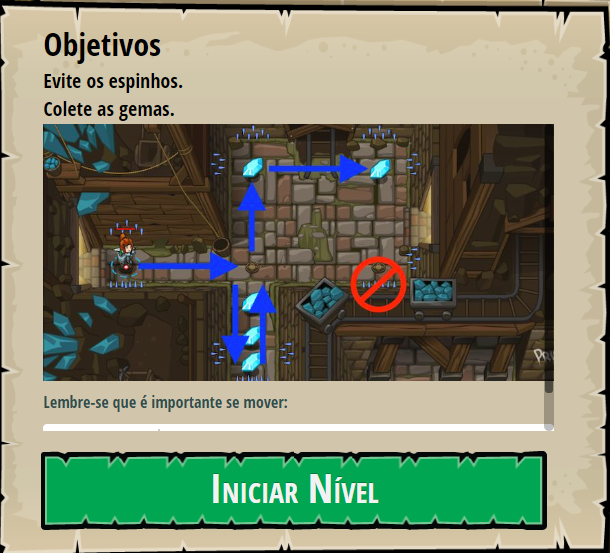 Objetivos
Evite os espinhos.
Colete as gemas.
Lembre-se que é importante se mover:
Iniciar Nível